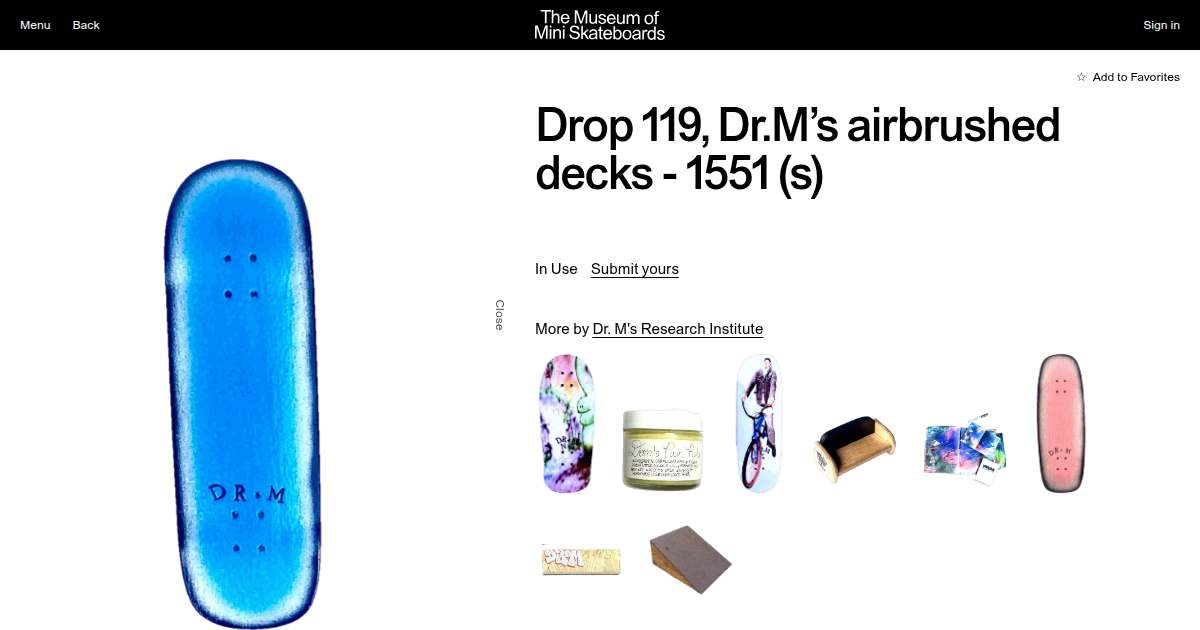 Menu
Back
The Museum of
Mini Skateboards
Sign in
☆ Add to Favorites
Drop 119, Dr.M’s airbrushed
decks - 1551 (s)
In Use
Submit yours
Close
More by Dr. M's Research Institute
DR.M
DR.M